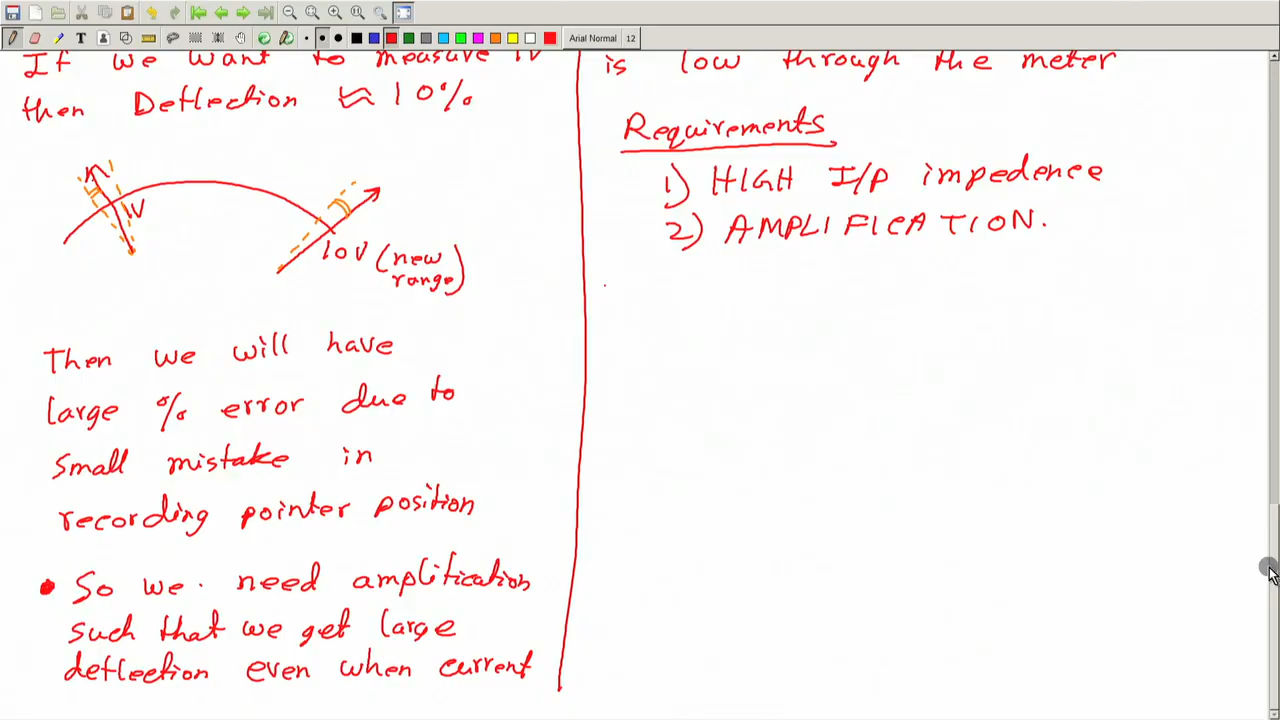 Arial Normal 12
If we want to measure 1V
then Deflection ≈ 10%
1V
10V (new
range)
Then we will have
large % error due to
small mistake in
recording pointer position
• So we need amplification
such that we get large
deflection even when current
is low through the meter
Requirements
1) HIGH I/P impedence
2) AMPLIFICATION.